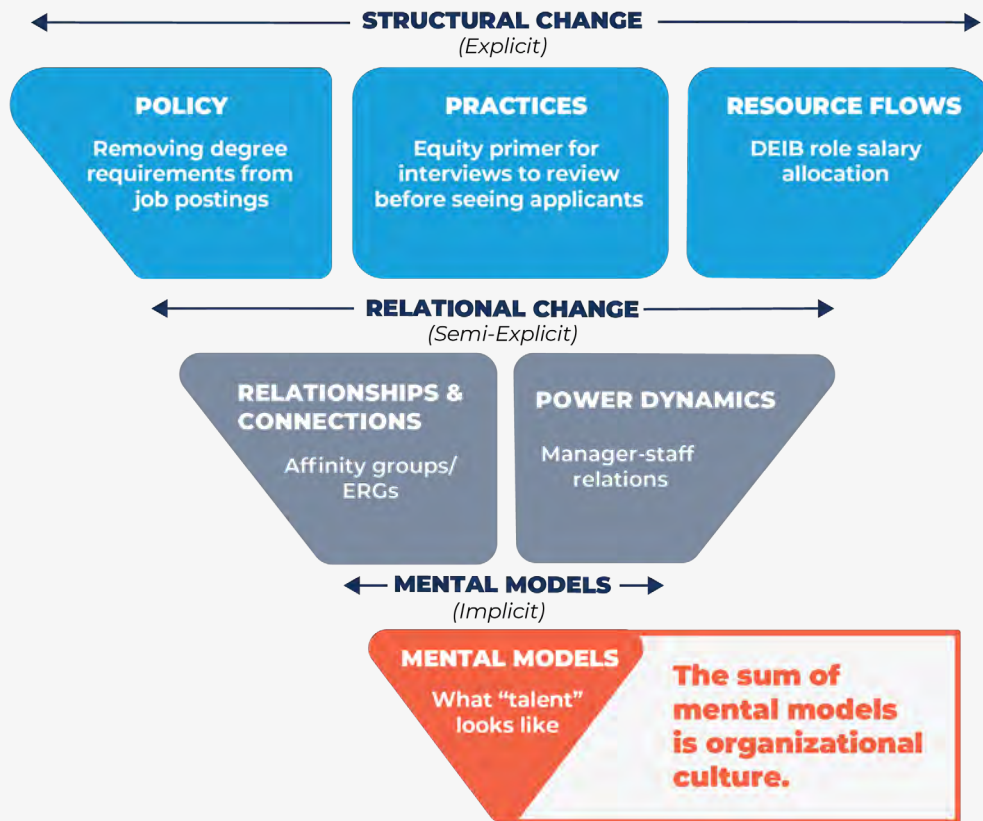 STRUCTURAL CHANGE
(Explicit)
POLICY
Removing degree
requirements from
job postings
PRACTICES
Equity primer for
interviews to review
before seeing applicants
RESOURCE FLOWS
DEIB role salary
allocation
RELATIONAL CHANGE
(Semi-Explicit)
RELATIONSHIPS &
CONNECTIONS
Affinity groups/
ERGs
POWER DYNAMICS
Manager-staff
relations
MENTAL MODELS
(Implicit)
MENTAL MODELS
What “talent”
looks like
The sum of
mental models
is organizational
culture.